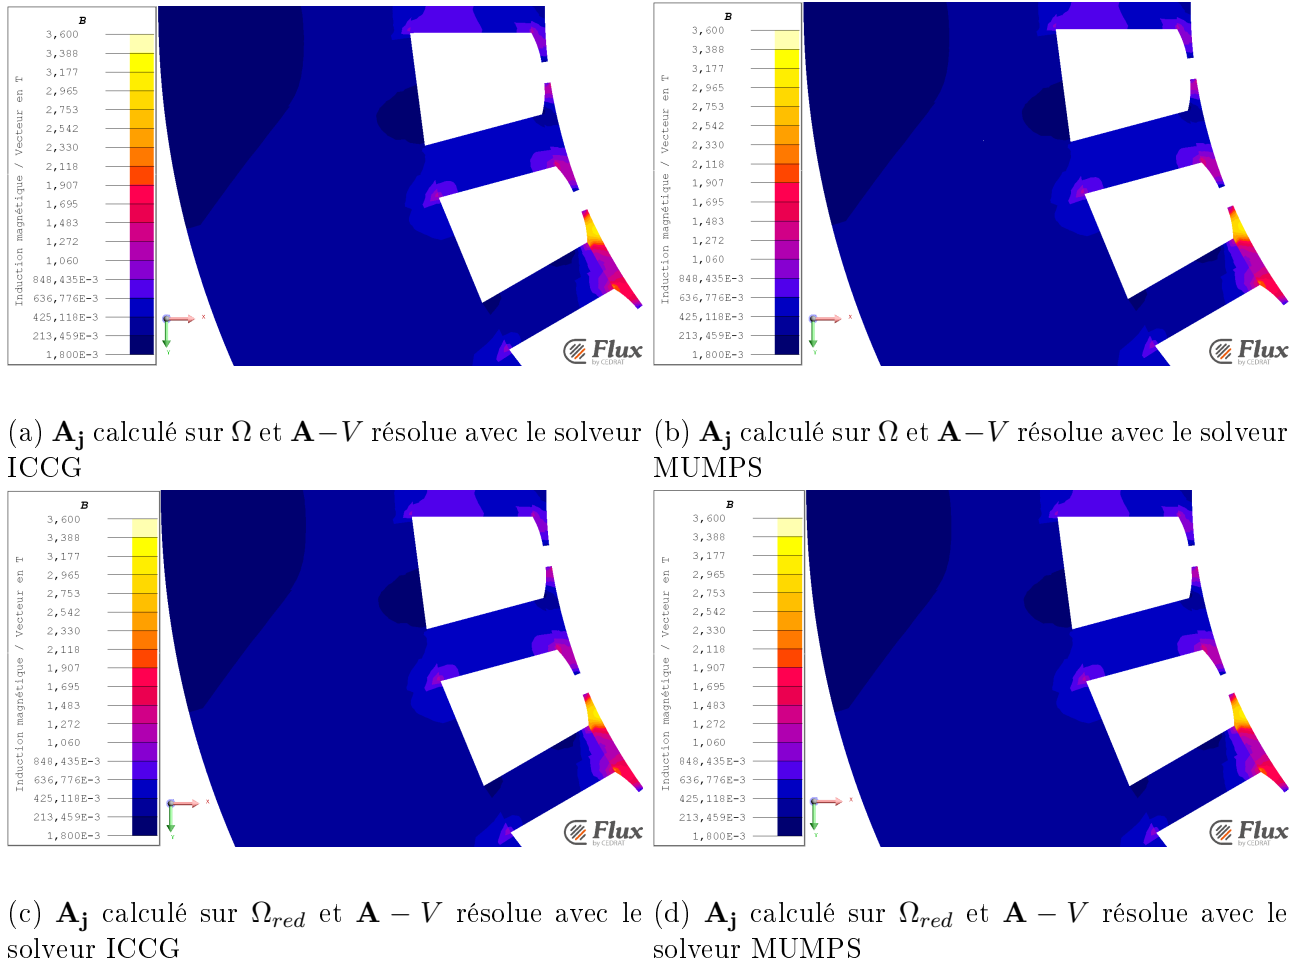 B
3,600
3,388
3,177
2,965
2,753
2,542
2,330
2,118
1,907
1,695
1,483
1,272
1,060
848,435E-3
636,776E-3
425,118E-3
213,459E-3
1,800E-3
Induction magnétique / Vecteur en T
X
Y
Flux
by CEDRAT
B
3,600
3,388
3,177
2,965
2,753
2,542
2,330
2,118
1,907
1,695
1,483
1,272
1,060
848,435E-3
636,776E-3
425,118E-3
213,459E-3
1,800E-3
Induction magnétique / Vecteur en T
X
Y
Flux
by CEDRAT
(a) Aj calculé sur Ω et A−V résolue avec le solveur
ICCG
(b) Aj calculé sur Ω et A−V résolue avec le solveur
MUMPS
B
3,600
3,388
3,177
2,965
2,753
2,542
2,330
2,118
1,907
1,695
1,483
1,272
1,060
848,435E-3
636,776E-3
425,118E-3
213,459E-3
1,800E-3
Induction magnétique / Vecteur en T
X
Y
Flux
by CEDRAT
B
3,600
3,388
3,177
2,965
2,753
2,542
2,330
2,118
1,907
1,695
1,483
1,272
1,060
848,435E-3
636,776E-3
425,118E-3
213,459E-3
1,800E-3
Induction magnétique / Vecteur en T
X
Y
Flux
by CEDRAT
(c) Aj calculé sur Ωred et A − V résolue avec le
solveur ICCG
(d) Aj calculé sur Ωred et A − V résolue avec le
solveur MUMPS